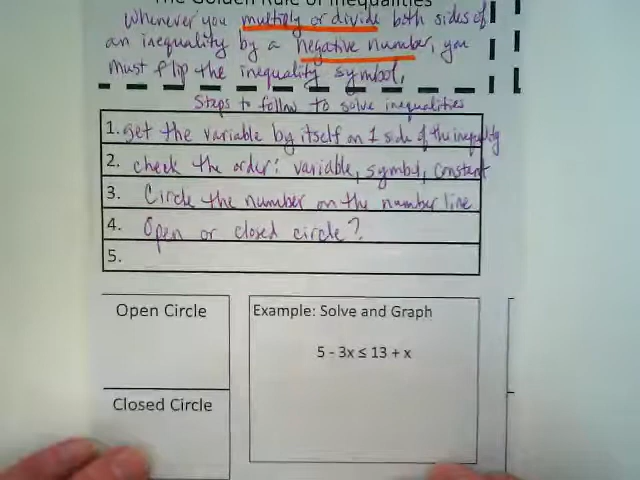 The Golden Rule of Inequalities
Whenever you multiply or divide both sides of
an inequality by a negative number, you
must flip the inequality symbol.
Steps to follow to solve inequalities
1. get the variable by itself on 1 side of the inequality
2. check the order: variable, symbol, constant
3. Circle the number on the number line
4. Open or closed circle?
5.
Open Circle
Closed Circle
Example: Solve and Graph
5 - 3x ≤ 13 + x